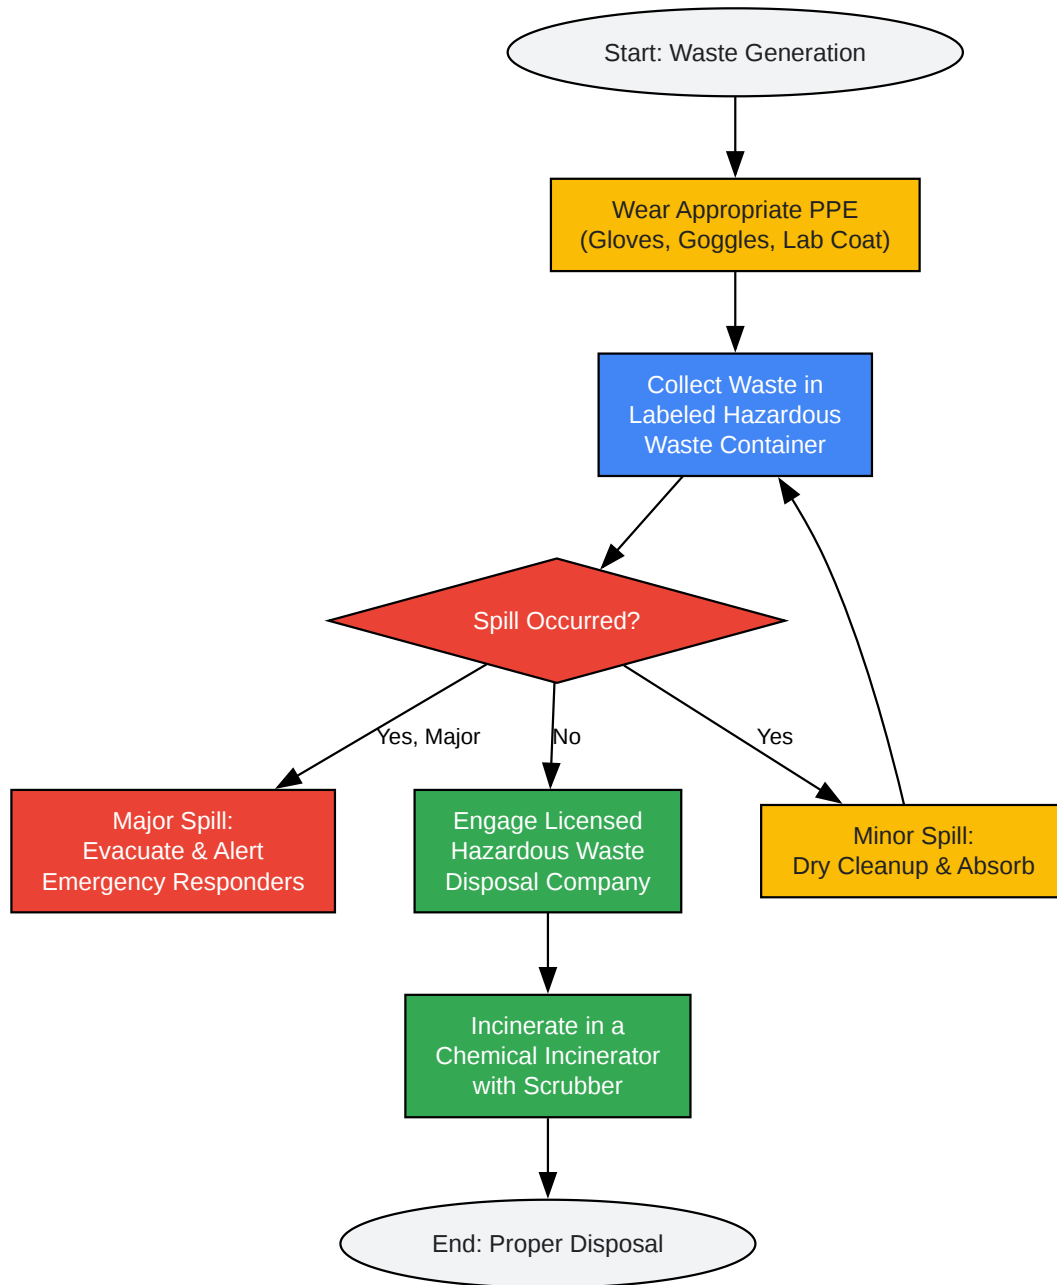 Start: Waste Generation
Wear Appropriate PPE
(Gloves, Goggles, Lab Coat)
Collect Waste in
Labeled Hazardous
Waste Container
Spill Occurred?
Yes, Major
No
Yes
Major Spill:
Evacuate & Alert
Emergency Responders
Engage Licensed
Hazardous Waste
Disposal Company
Minor Spill:
Dry Cleanup & Absorb
Incinerate in a
Chemical Incinerator
with Scrubber
End: Proper Disposal